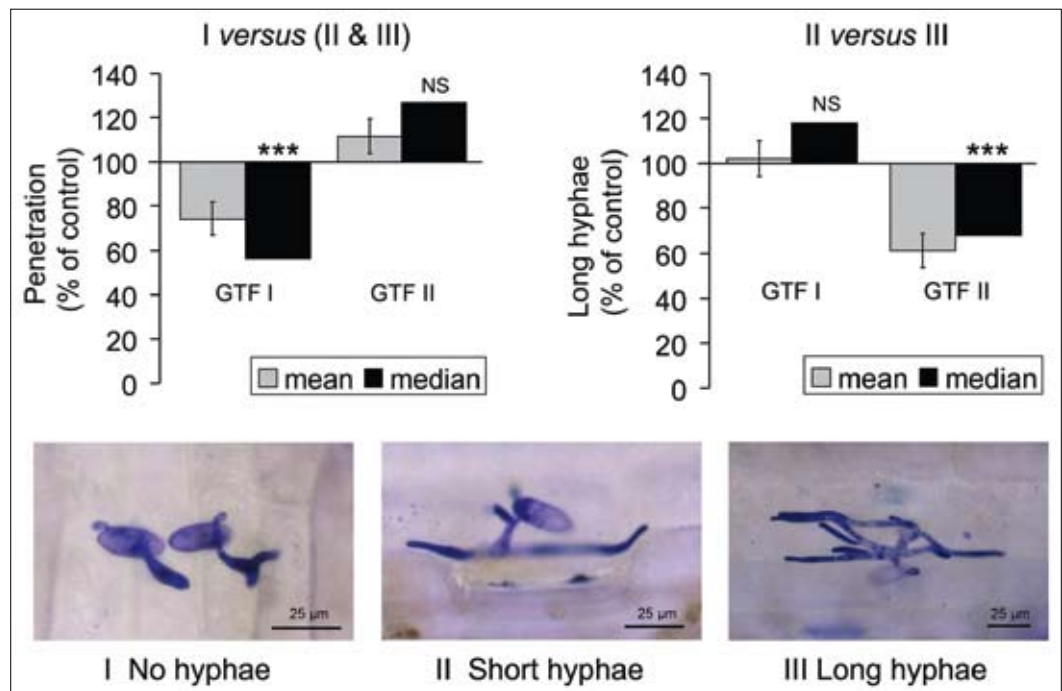 I versus (II & III)
140
120
100
80
60
40
20
0
Penetration
(% of control)
***
NS
GTF I
GTF II
mean
median
II versus III
140
120
100
80
60
40
20
0
Long hyphae
(% of control)
NS
***
GTF I
GTF II
mean
median
25 µm
25 µm
25 µm
I No hyphae
II Short hyphae
III Long hyphae